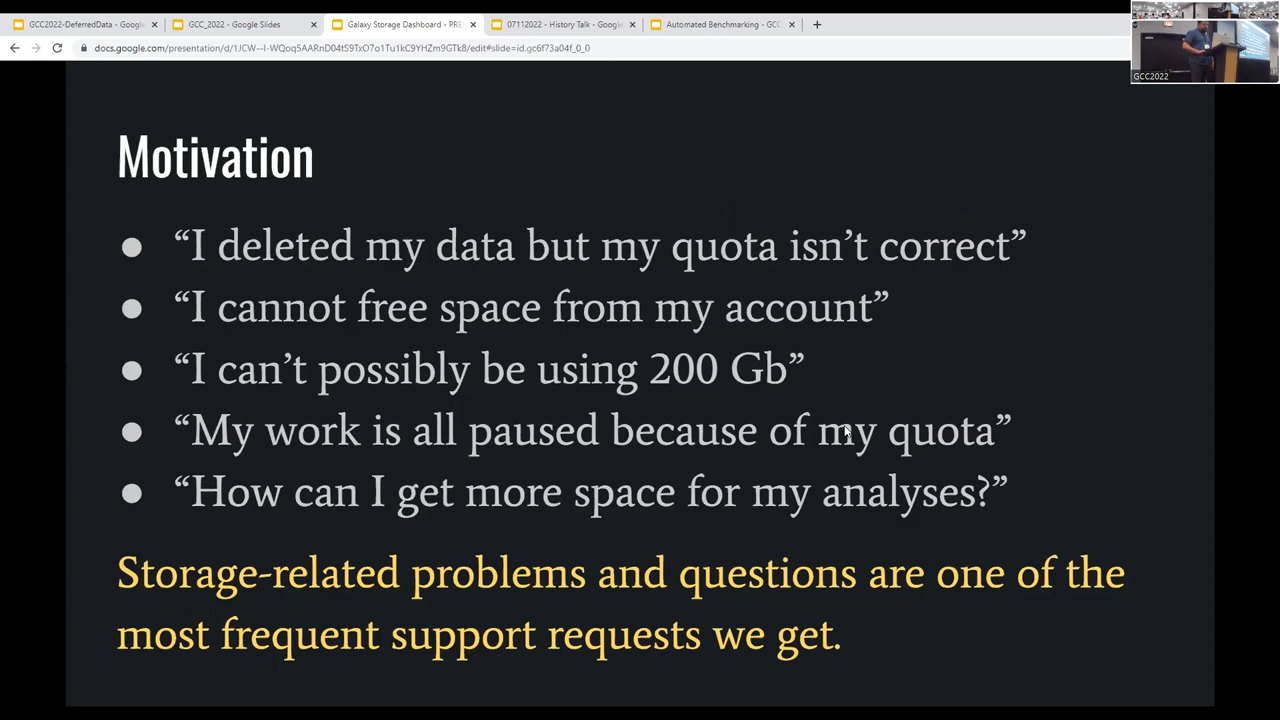 GCC2022-DeferredData - Google
GCC_2022 - Google Slides
Galaxy Storage Dashboard - PRE
07112022 - History Talk - Google
Automated Benchmarking - GCC
docs.google.com/presentation/d/1JCW--I-WQoqSAARnD04tS9TxO7o1Tu1kC9YHZm9GTk8/edit#slide=id.gc6f73a04f_0_0
GCC2022
Motivation
● “I deleted my data but my quota isn’t correct”
● “I cannot free space from my account”
● “I can’t possibly be using 200 Gb”
● “My work is all paused because of my quota”
● “How can I get more space for my analyses?”
Storage-related problems and questions are one of the
most frequent support requests we get.